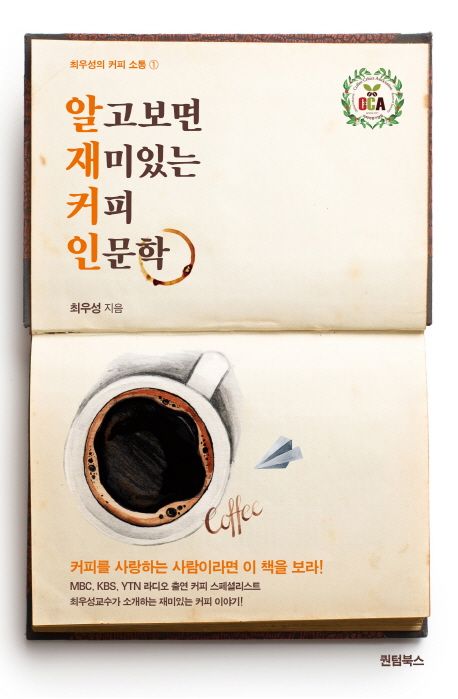 최우성의 커피 소통 ①
알고보면
재미있는
커피
인문학
CCA
최우성 지음
Coffee
커피를 사랑하는 사람이라면 이 책을 보라!
MBC, KBS, YTN 라디오 출연 커피 스페셜리스트
최우성교수가 소개하는 재미있는 커피 이야기!
퀀텀북스